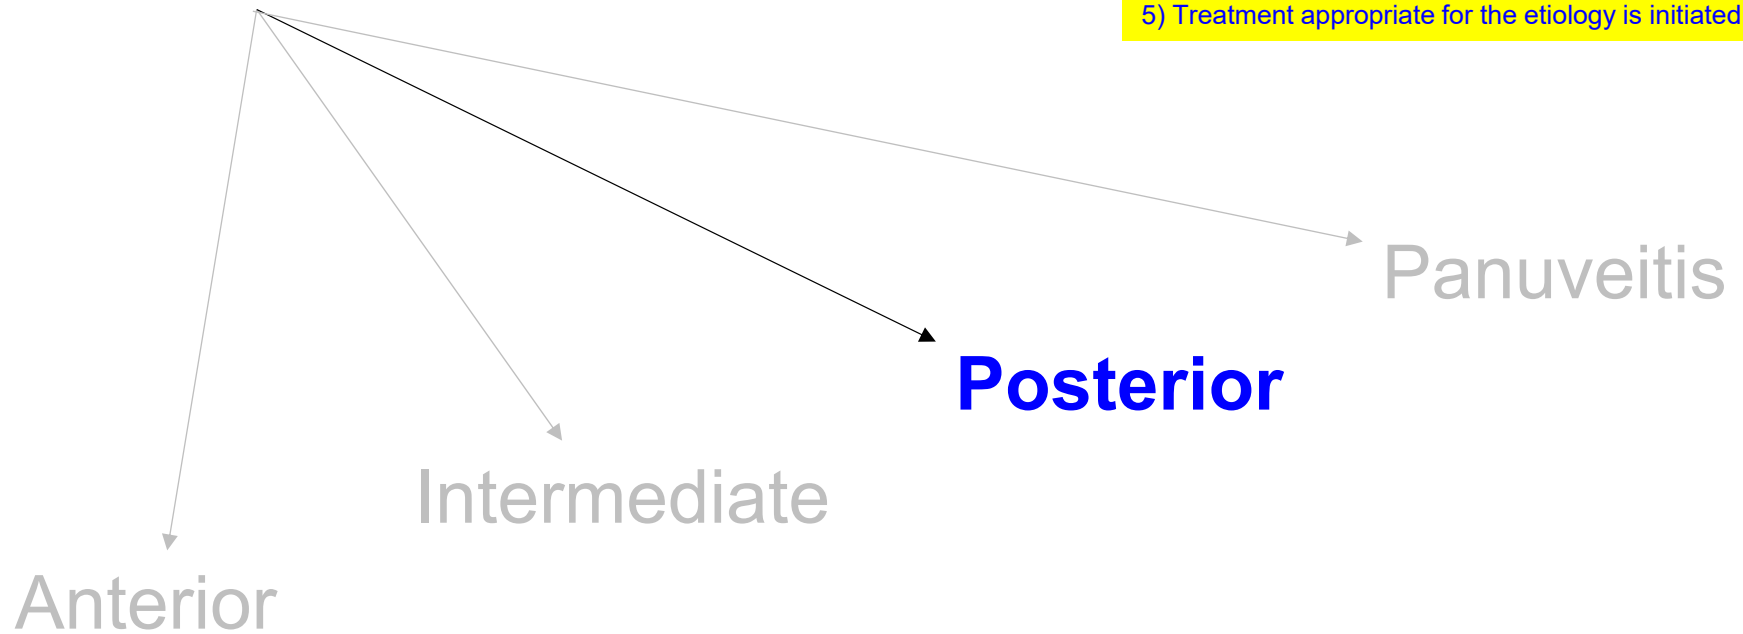 5) Treatment appropriate for the etiology is initiated
Panuveitis
Posterior
Intermediate
Anterior